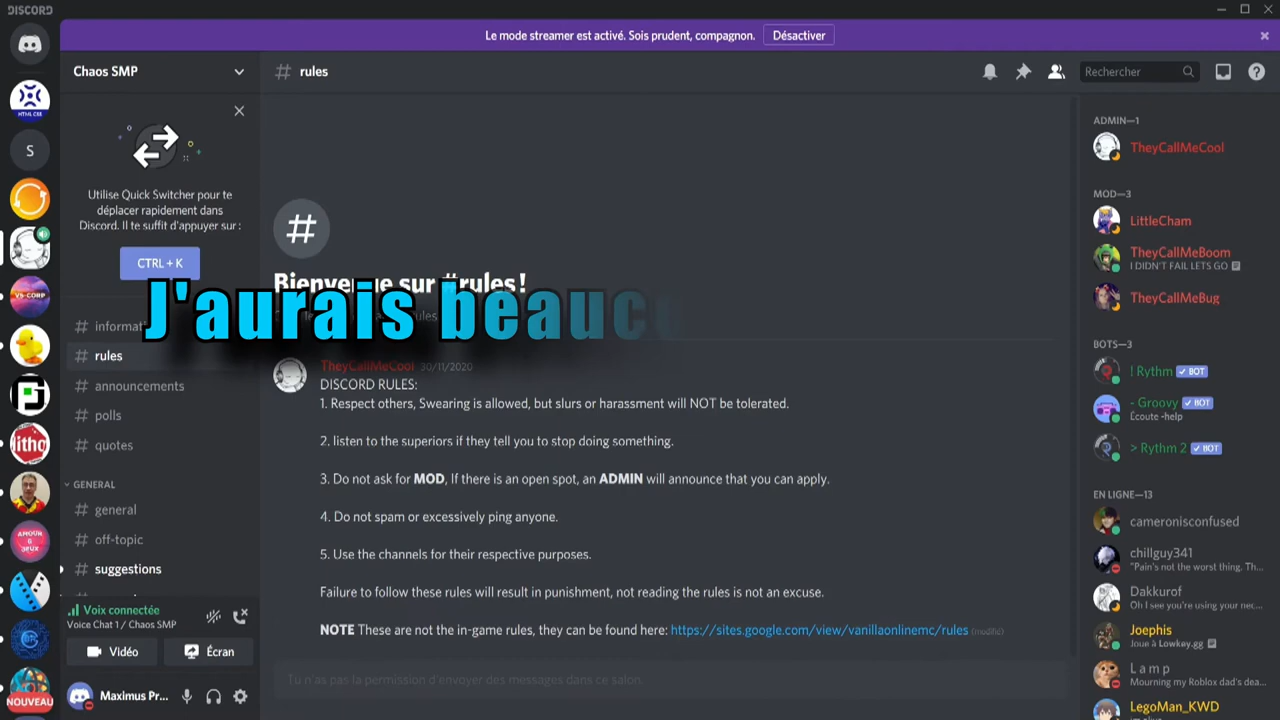 DISCORD
Le mode streamer est activé. Sois prudent, compagnon.
Désactiver
Chaos SMP
rules
Rechercher
HTML CSS
S
VS-CORP
litho
AMOUR
&
JEUX
NOUVEAU
Utilise Quick Switcher pour te
déplacer rapidement dans
Discord. Il te suffit d'appuyer sur :
CTRL + K
# rules
# announcements
# polls
# quotes
GENERAL
# general
# off-topic
# suggestions
Voix connectée
Voice Chat 1 / Chaos SMP
Vidéo
Écran
Maximus Pr...
#
Bienvenue sur #rules !
J'aurais beauco
TheyCallMeCool 30/11/2020
DISCORD RULES:
1. Respect others, Swearing is allowed, but slurs or harassment will NOT be tolerated.
2. listen to the superiors if they tell you to stop doing something.
3. Do not ask for MOD, If there is an open spot, an ADMIN will announce that you can apply.
4. Do not spam or excessively ping anyone.
5. Use the channels for their respective purposes.
Failure to follow these rules will result in punishment, not reading the rules is not an excuse.
NOTE These are not the in-game rules, they can be found here: https://sites.google.com/view/vanillaonlinemc/rules (modifié)
Tu n'as pas la permission d'envoyer des messages dans ce salon.
ADMIN—1
TheyCallMeCool
MOD—3
LittleCham
TheyCallMeBoom
I DIDN'T FAIL LETS GO
TheyCallMeBug
BOTS—3
! Rythm ✓ BOT
- Groovy ✓ BOT
Écoute -help
> Rythm 2 ✓ BOT
EN LIGNE—13
cameronisconfused
chillguy341
"Pain's not the worst thing. Th...
Dakkurof
Oh I see you're using your nec...
Joephis
Joue à Lowkey.gg
L a m p
Mourning my Roblox dad's dea...
LegoMan_KWD